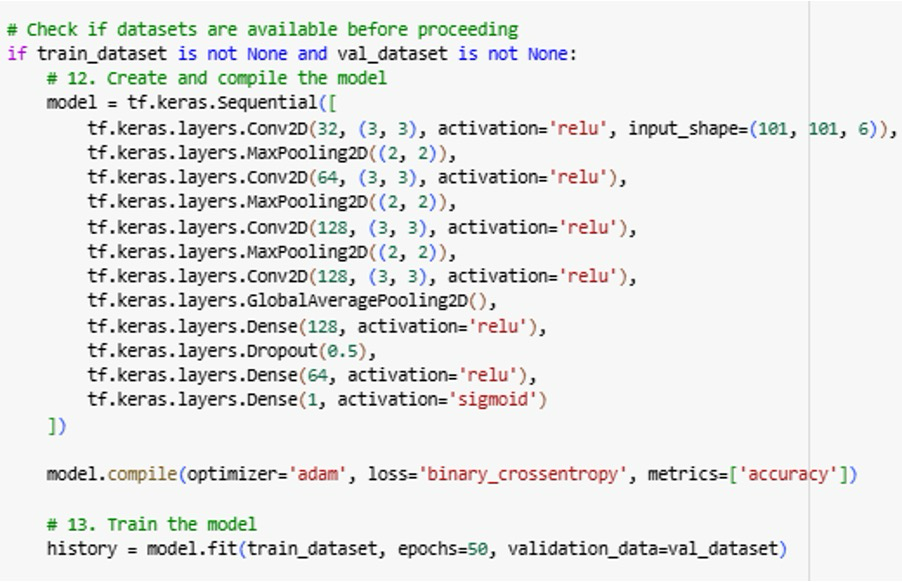 # Check if datasets are available before proceeding
if train_dataset is not None and val_dataset is not None:
    # 12. Create and compile the model
    model = tf.keras.Sequential([
        tf.keras.layers.Conv2D(32, (3, 3), activation='relu', input_shape=(101, 101, 6)),
        tf.keras.layers.MaxPooling2D((2, 2)),
        tf.keras.layers.Conv2D(64, (3, 3), activation='relu'),
        tf.keras.layers.MaxPooling2D((2, 2)),
        tf.keras.layers.Conv2D(128, (3, 3), activation='relu'),
        tf.keras.layers.MaxPooling2D((2, 2)),
        tf.keras.layers.Conv2D(128, (3, 3), activation='relu'),
        tf.keras.layers.GlobalAveragePooling2D(),
        tf.keras.layers.Dense(128, activation='relu'),
        tf.keras.layers.Dropout(0.5),
        tf.keras.layers.Dense(64, activation='relu'),
        tf.keras.layers.Dense(1, activation='sigmoid')
    ])
    model.compile(optimizer='adam', loss='binary_crossentropy', metrics=['accuracy'])
    # 13. Train the model
    history = model.fit(train_dataset, epochs=50, validation_data=val_dataset)